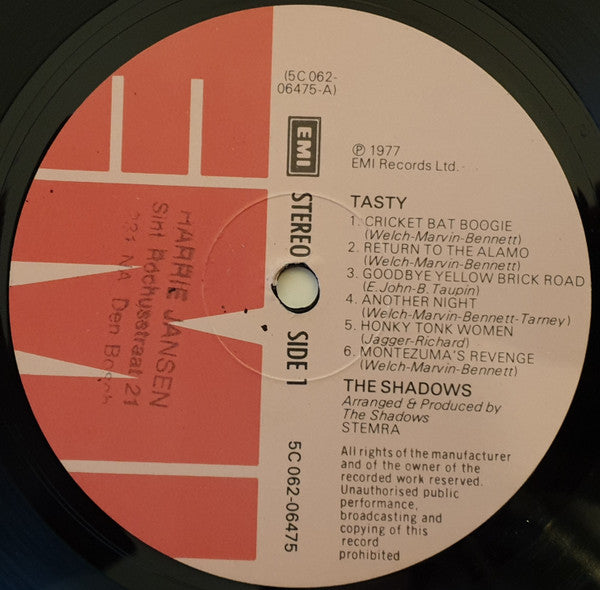 (5C 062-
06475-A)
EMI
℗ 1977
EMI Records Ltd.
TASTY
1. CRICKET BAT BOOGIE
(Welch-Marvin-Bennett)
2. RETURN TO THE ALAMO
(Welch-Marvin-Bennett)
3. GOODBYE YELLOW BRICK ROAD
(E. John-B. Taupin)
4. ANOTHER NIGHT
(Welch-Marvin-Bennett-Tarney)
5. HONKY TONK WOMEN
(Jagger-Richard)
6. MONTEZUMA'S REVENGE
(Welch-Marvin-Bennett)
THE SHADOWS
Arranged & Produced by
The Shadows
STEMRA
All rights of the manufacturer
and of the owner of the
recorded work reserved.
Unauthorised public
performance,
broadcasting and
copying of this
record
prohibited
STEREO SIDE 1
5C 062-06475
HARRIE JANSEN
Sint Rochusstraat 21
NA Den Bosch